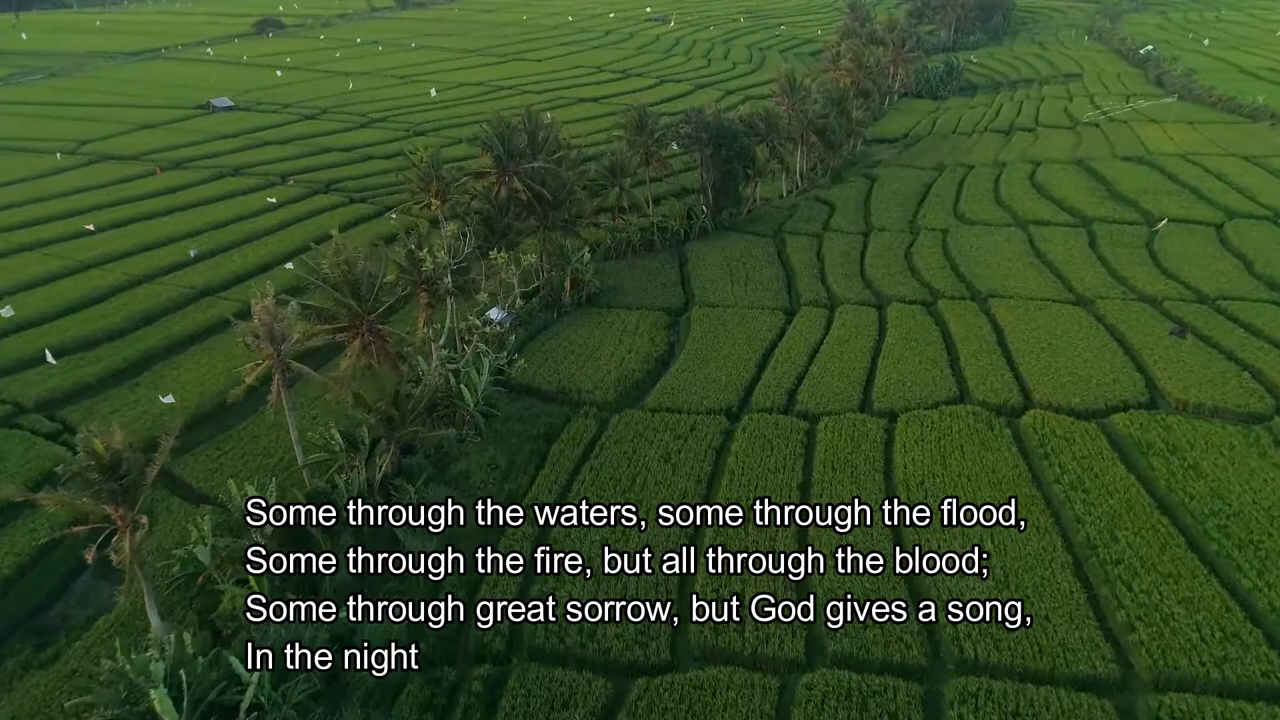 Some through the waters, some through the flood,
Some through the fire, but all through the blood;
Some through great sorrow, but God gives a song,
In the night